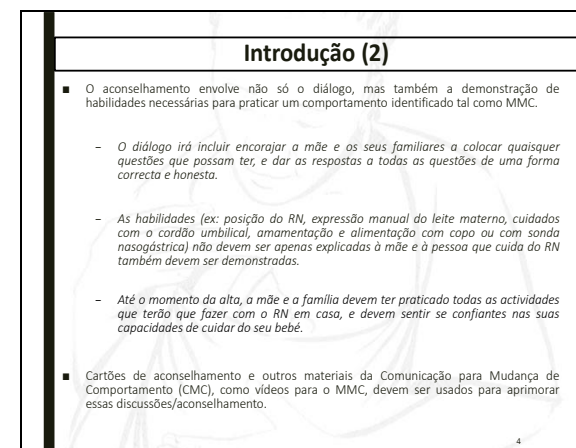 Introdução (2)
■ O aconselhamento envolve não só o diálogo, mas também a demonstração de
habilidades necessárias para praticar um comportamento identificado tal como MMC.
– O diálogo irá incluir encorajar a mãe e os seus familiares a colocar quaisquer
questões que possam ter, e dar as respostas a todas as questões de uma forma
correcta e honesta.
– As habilidades (ex: posição do RN, expressão manual do leite materno, cuidados
com o cordão umbilical, amamentação e alimentação com copo ou com sonda
nasogástrica) não devem ser apenas explicadas à mãe e à pessoa que cuida do RN
também devem ser demonstradas.
– Até o momento da alta, a mãe e a família devem ter praticado todas as actividades
que terão que fazer com o RN em casa, e devem sentir se confiantes nas suas
capacidades de cuidar do seu bebé.
■ Cartões de aconselhamento e outros materiais da Comunicação para Mudança de
Comportamento (CMC), como vídeos para o MMC, devem ser usados para aprimorar
essas discussões/aconselhamento.
4